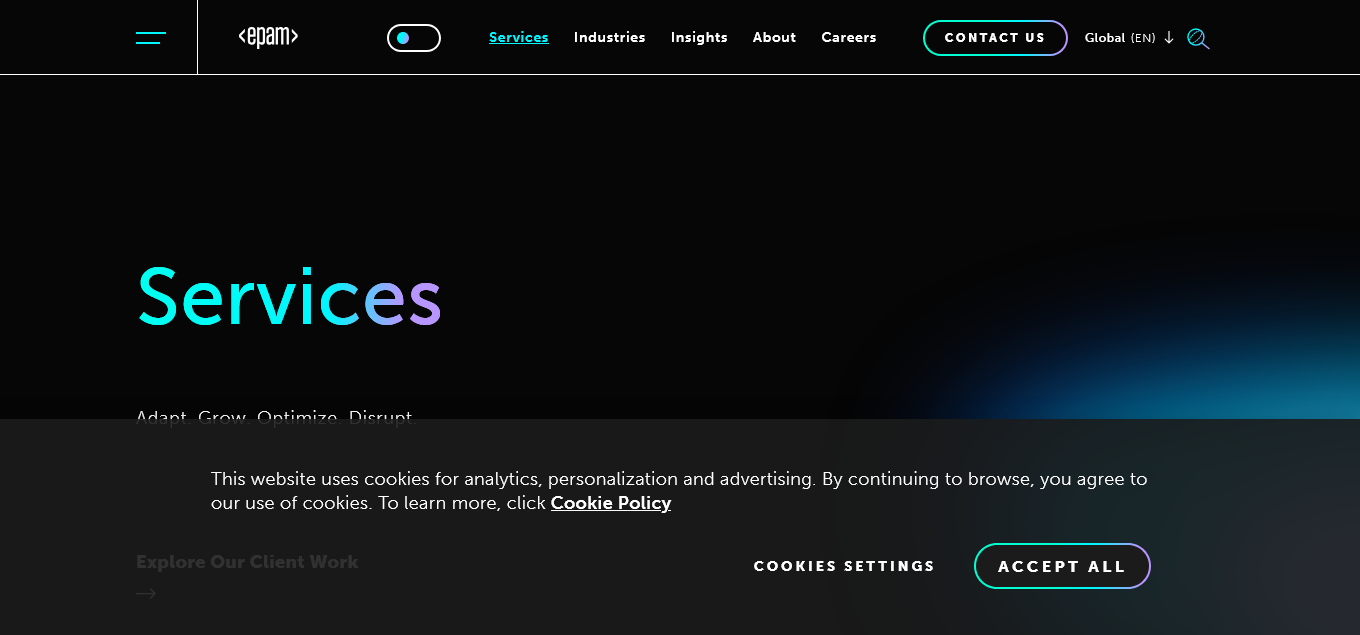 <epam>
Services Industries Insights About Careers
CONTACT US
Global (EN)
Services
Adapt. Grow. Optimize. Disrupt.
This website uses cookies for analytics, personalization and advertising. By continuing to browse, you agree to
our use of cookies. To learn more, click Cookie Policy
Explore Our Client Work
COOKIES SETTINGS
ACCEPT ALL